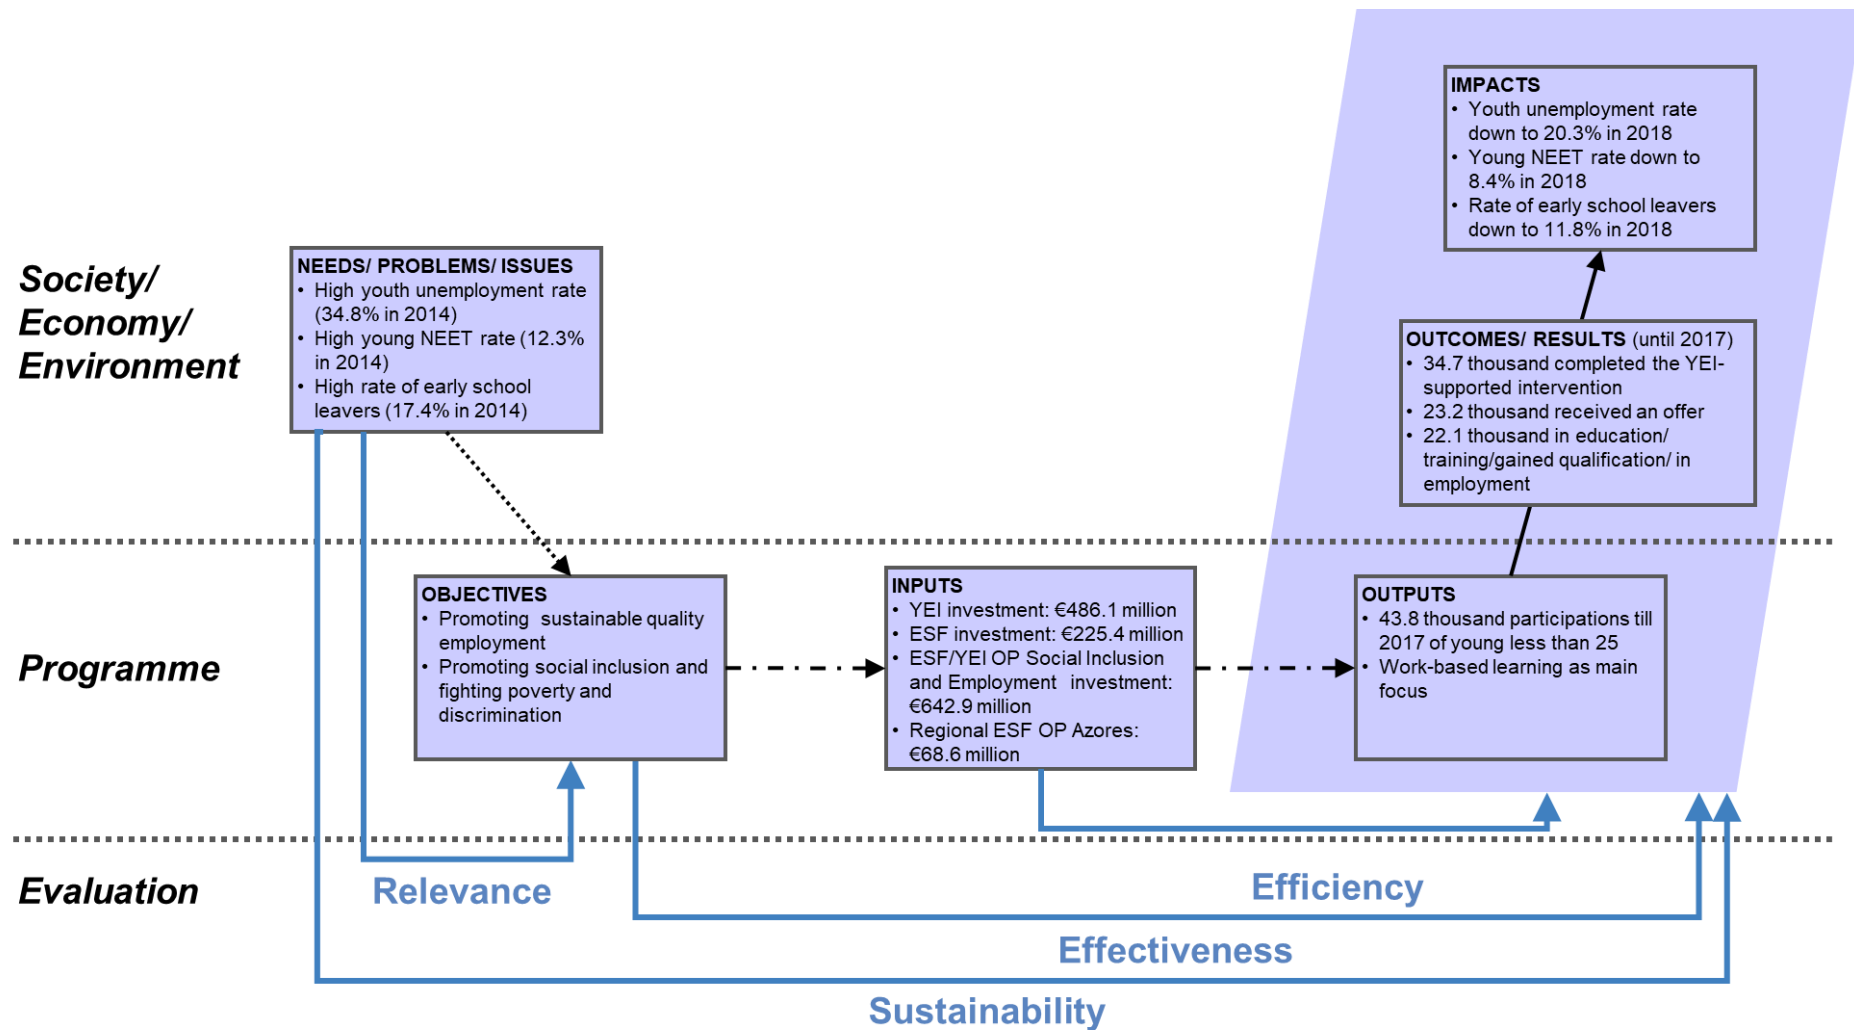 IMPACTS
• Youth unemployment rate
down to 20.3% in 2018
• Young NEET rate down to
8.4% in 2018
• Rate of early school leavers
down to 11.8% in 2018
Society/
Economy/
Environment
NEEDS/ PROBLEMS/ ISSUES
• High youth unemployment rate
(34.8% in 2014)
• High young NEET rate (12.3%
in 2014)
• High rate of early school
leavers (17.4% in 2014)
OUTCOMES/ RESULTS (until 2017)
• 34.7 thousand completed the YEI-
supported intervention
• 23.2 thousand received an offer
• 22.1 thousand in education/
training/gained qualification/ in
employment
Programme
OBJECTIVES
• Promoting sustainable quality
employment
• Promoting social inclusion and
fighting poverty and
discrimination
INPUTS
• YEI investment: €486.1 million
• ESF investment: €225.4 million
• ESF/YEI OP Social Inclusion
and Employment investment:
€642.9 million
• Regional ESF OP Azores:
€68.6 million
OUTPUTS
• 43.8 thousand participations till
2017 of young less than 25
• Work-based learning as main
focus
Evaluation
Relevance
Efficiency
Effectiveness
Sustainability